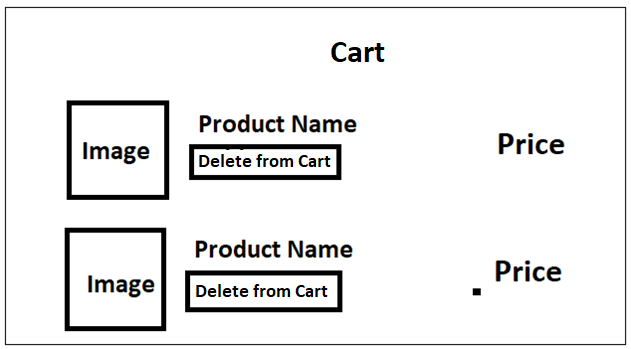 Cart
Image
Product Name
Delete from Cart
Price
Image
Product Name
Delete from Cart
Price